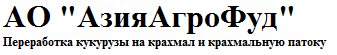 АО "АзияАгроФуд"
Переработка кукурузы на крахмал и крахмальную патоку